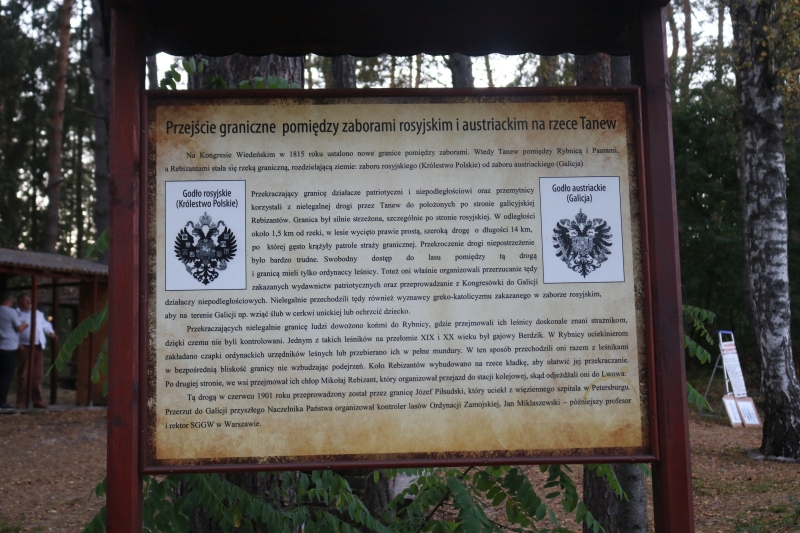 Przejście graniczne pomiędzy zaborami rosyjskim i austriackim na rzece Tanew
Na Kongresie Wiedeńskim w 1815 roku ustalono nowe granice pomiędzy zaborami. Wtedy Tanew pomiędzy Rybnicą i Paarami,
a Rebizantami stała się rzeką graniczną, rozdzielającą ziemie: zaboru rosyjskiego (Królestwo Polskie) od zaboru austriackiego (Galicja)
Godło rosyjskie
(Królestwo Polskie)
Godło austriackie
(Galicja)
Przekraczający granicę działacze patriotyczni i niepodległościowi oraz przemytnicy
korzystali z nielegalnej drogi przez Tanew do położonych po stronie galicyjskiej
Rebizantów. Granica był silnie strzeżona, szczególnie po stronie rosyjskiej. W odległości
około 1,5 km od rzeki, w lesie wycięto prawie prostą, szeroką drogę o długości 14 km,
po której gęsto krążyły patrole straży granicznej. Przekroczenie drogi niepostrzeżenie
było bardzo trudne. Swobodny dostęp do lasu pomiędzy tą drogą
i granicą mieli tylko ordynaccy leśnicy. Toteż oni właśnie organizowali przerzucanie tędy
zakazanych wydawnictw patriotycznych oraz przeprowadzanie z Kongresówki do Galicji
działaczy niepodległościowych. Nielegalnie przechodzili tędy również wyznawcy greko-katolicyzmu zakazanego w zaborze rosyjskim,
aby na terenie Galicji np. wziąć ślub w cerkwi unickiej lub ochrzcić dziecko.
Przekraczających nielegalnie granicę ludzi dowożono końmi do Rybnicy, gdzie przejmowali ich leśnicy doskonale znani strażnikom,
dzięki czemu nie byli kontrolowani. Jednym z takich leśników na przełomie XIX i XX wieku był gajowy Berdzik. W Rybnicy uciekinierom
zakładano czapki ordynackich urzędników leśnych lub przebierano ich w pełne mundury. W ten sposób przechodzili oni razem z leśnikami
w bezpośrednią bliskość granicy nie wzbudzając podejrzeń. Koło Rebizantów wybudowano na rzece kładkę, aby ułatwić jej przekraczanie.
Po drugiej stronie, we wsi przejmował ich chłop Mikołaj Rebizant, który organizował przejazd do stacji kolejowej, skąd odjeżdżali oni do Lwowa.
Tą drogą w czerwcu 1901 roku przeprowadzony został przez granicę Józef Piłsudski, który uciekł z więziennego szpitala w Petersburgu.
Przerzut do Galicji przyszłego Naczelnika Państwa organizował kontroler lasów Ordynacji Zamojskiej, Jan Miklaszewski – późniejszy profesor
i rektor SGGW w Warszawie.